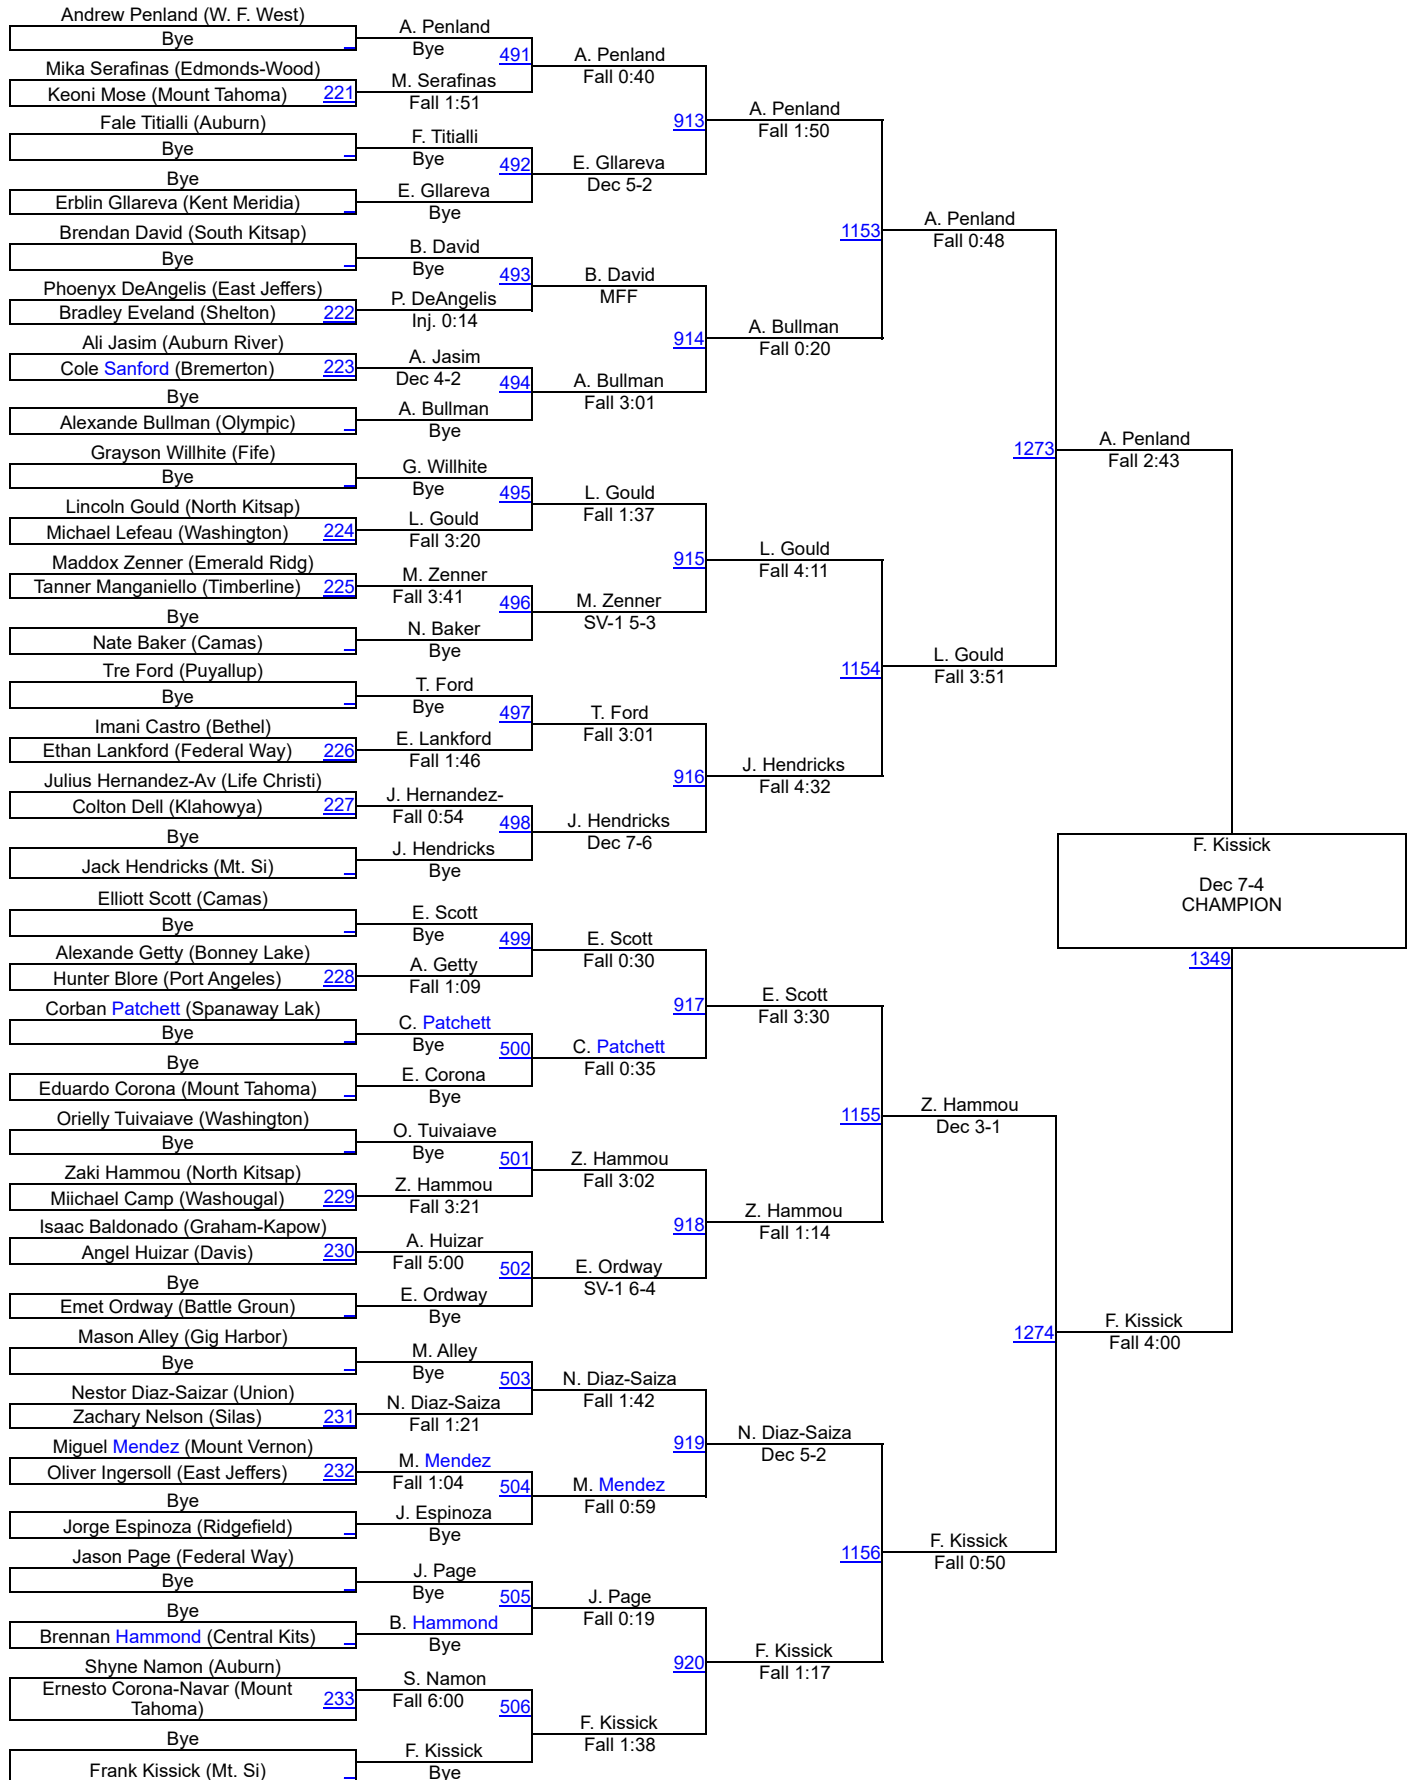 Andrew Penland (W. F. West)
Bye
Mika Serafinas (Edmonds-Wood)
Keoni Mose (Mount Tahoma) 221
Fale Titialli (Auburn)
Bye
Bye
Erblin Gllareva (Kent Meridia)
Brendan David (South Kitsap)
Bye
Phoenyx DeAngelis (East Jeffers)
Bradley Eveland (Shelton) 222
Ali Jasim (Auburn River)
Cole Sanford (Bremerton) 223
Bye
Alexande Bullman (Olympic)
Grayson Willhite (Fife)
Bye
Lincoln Gould (North Kitsap)
Michael Lefeau (Washington) 224
Maddox Zenner (Emerald Ridg)
Tanner Manganiello (Timberline) 225
Bye
Nate Baker (Camas)
Tre Ford (Puyallup)
Bye
Imani Castro (Bethel)
Ethan Lankford (Federal Way) 226
Julius Hernandez-Av (Life Christi)
Colton Dell (Klahowya) 227
Bye
Jack Hendricks (Mt. Si)
Elliott Scott (Camas)
Bye
Alexande Getty (Bonney Lake)
Hunter Blore (Port Angeles) 228
Corban Patchett (Spanaway Lak)
Bye
Bye
Eduardo Corona (Mount Tahoma)
Orielly Tuivaiave (Washington)
Bye
Zaki Hammou (North Kitsap)
Miichael Camp (Washougal) 229
Isaac Baldonado (Graham-Kapow)
Angel Huizar (Davis) 230
Bye
Emet Ordway (Battle Groun)
Mason Alley (Gig Harbor)
Bye
Nestor Diaz-Saizar (Union)
Zachary Nelson (Silas) 231
Miguel Mendez (Mount Vernon)
Oliver Ingersoll (East Jeffers) 232
Bye
Jorge Espinoza (Ridgefield)
Jason Page (Federal Way)
Bye
Bye
Brennan Hammond (Central Kits)
Shyne Namon (Auburn)
Ernesto Corona-Navar (Mount
Tahoma) 233
Bye
Frank Kissick (Mt. Si)
A. Penland
Bye
491
M. Serafinas
Fall 1:51
F. Titialli
Bye
492
E. Gllareva
Bye
B. David
Bye
493
P. DeAngelis
Inj. 0:14
A. Jasim
Dec 4-2
494
A. Bullman
Bye
G. Willhite
Bye
495
L. Gould
Fall 3:20
M. Zenner
Fall 3:41
496
N. Baker
Bye
T. Ford
Bye
497
E. Lankford
Fall 1:46
J. Hernandez-
Fall 0:54
498
J. Hendricks
Bye
E. Scott
Bye
499
A. Getty
Fall 1:09
C. Patchett
Bye
500
E. Corona
Bye
O. Tuivaiave
Bye
501
Z. Hammou
Fall 3:21
A. Huizar
Fall 5:00
502
E. Ordway
Bye
M. Alley
Bye
503
N. Diaz-Saiza
Fall 1:21
M. Mendez
Fall 1:04
504
J. Espinoza
Bye
J. Page
Bye
505
B. Hammond
Bye
S. Namon
Fall 6:00
506
F. Kissick
Bye
A. Penland
Fall 0:40
913
E. Gllareva
Dec 5-2
B. David
MFF
914
A. Bullman
Fall 3:01
L. Gould
Fall 1:37
915
M. Zenner
SV-1 5-3
T. Ford
Fall 3:01
916
J. Hendricks
Dec 7-6
E. Scott
Fall 0:30
917
C. Patchett
Fall 0:35
Z. Hammou
Fall 3:02
918
E. Ordway
SV-1 6-4
N. Diaz-Saiza
Fall 1:42
919
M. Mendez
Fall 0:59
J. Page
Fall 0:19
920
F. Kissick
Fall 1:38
A. Penland
Fall 1:50
1153
A. Bullman
Fall 0:20
L. Gould
Fall 4:11
1154
J. Hendricks
Fall 4:32
E. Scott
Fall 3:30
1155
Z. Hammou
Fall 1:14
N. Diaz-Saiza
Dec 5-2
1156
F. Kissick
Fall 1:17
A. Penland
Fall 0:48
1273
L. Gould
Fall 3:51
Z. Hammou
Dec 3-1
1274
F. Kissick
Fall 0:50
A. Penland
Fall 2:43
F. Kissick
Dec 7-4
CHAMPION
1349
F. Kissick
Fall 4:00